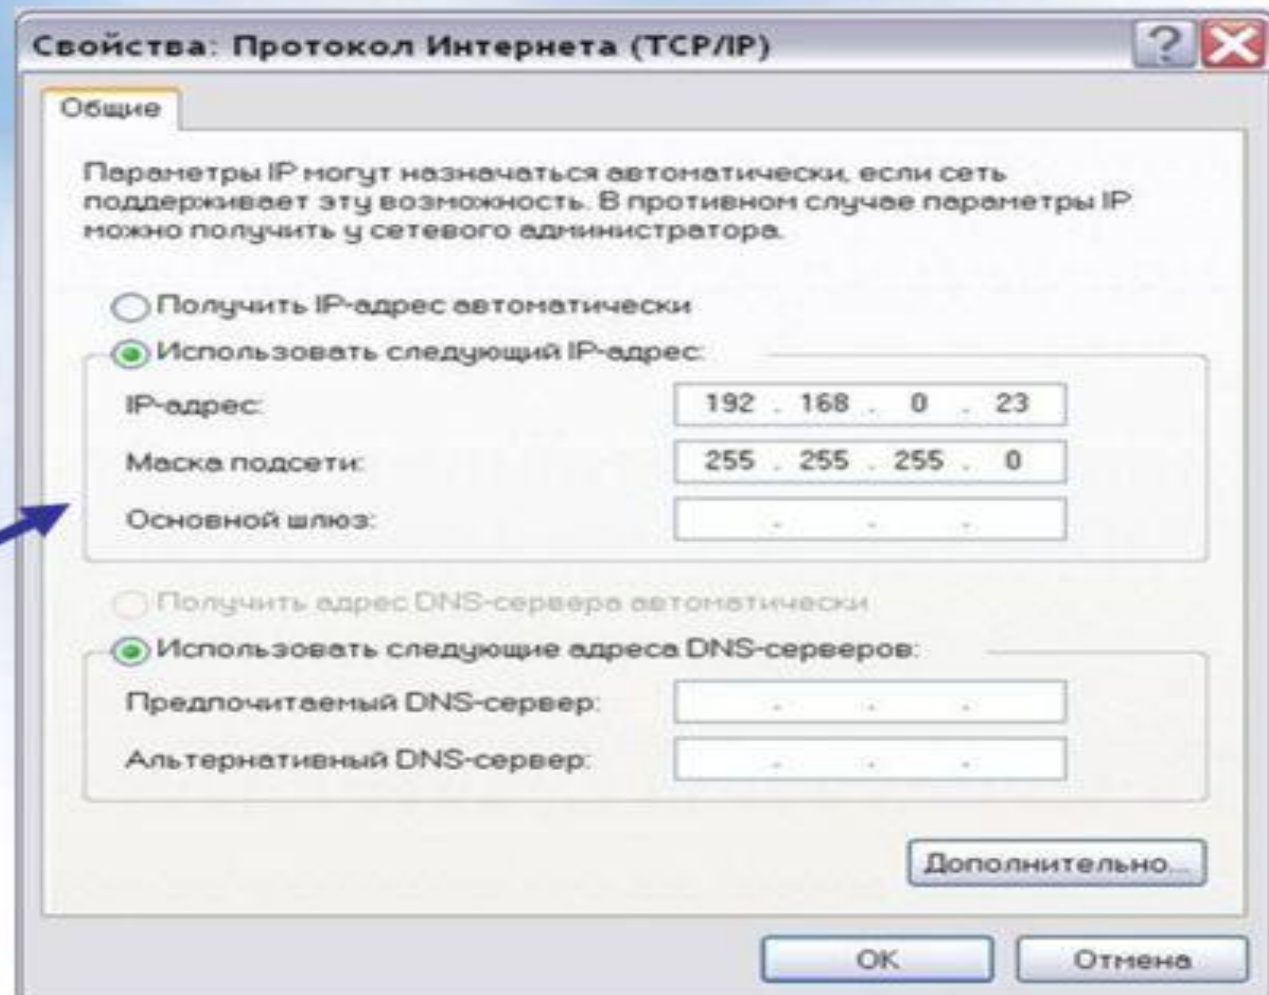 Свойства: Протокол Интернета (TCP/IP)
Общие
Параметры IP могут назначаться автоматически, если сеть
поддерживает эту возможность. В противном случае параметры IP
можно получить у сетевого администратора.
Получить IP-адрес автоматически
Использовать следующий IP-адрес:
IP-адрес: 192 . 168 . 0 . 23
Маска подсети: 255 . 255 . 255 . 0
Основной шлюз: . . .
Получить адрес DNS-сервера автоматически
Использовать следующие адреса DNS-серверов:
Предпочитаемый DNS-сервер: . . .
Альтернативный DNS-сервер: . . .
Дополнительно...
OK Отмена